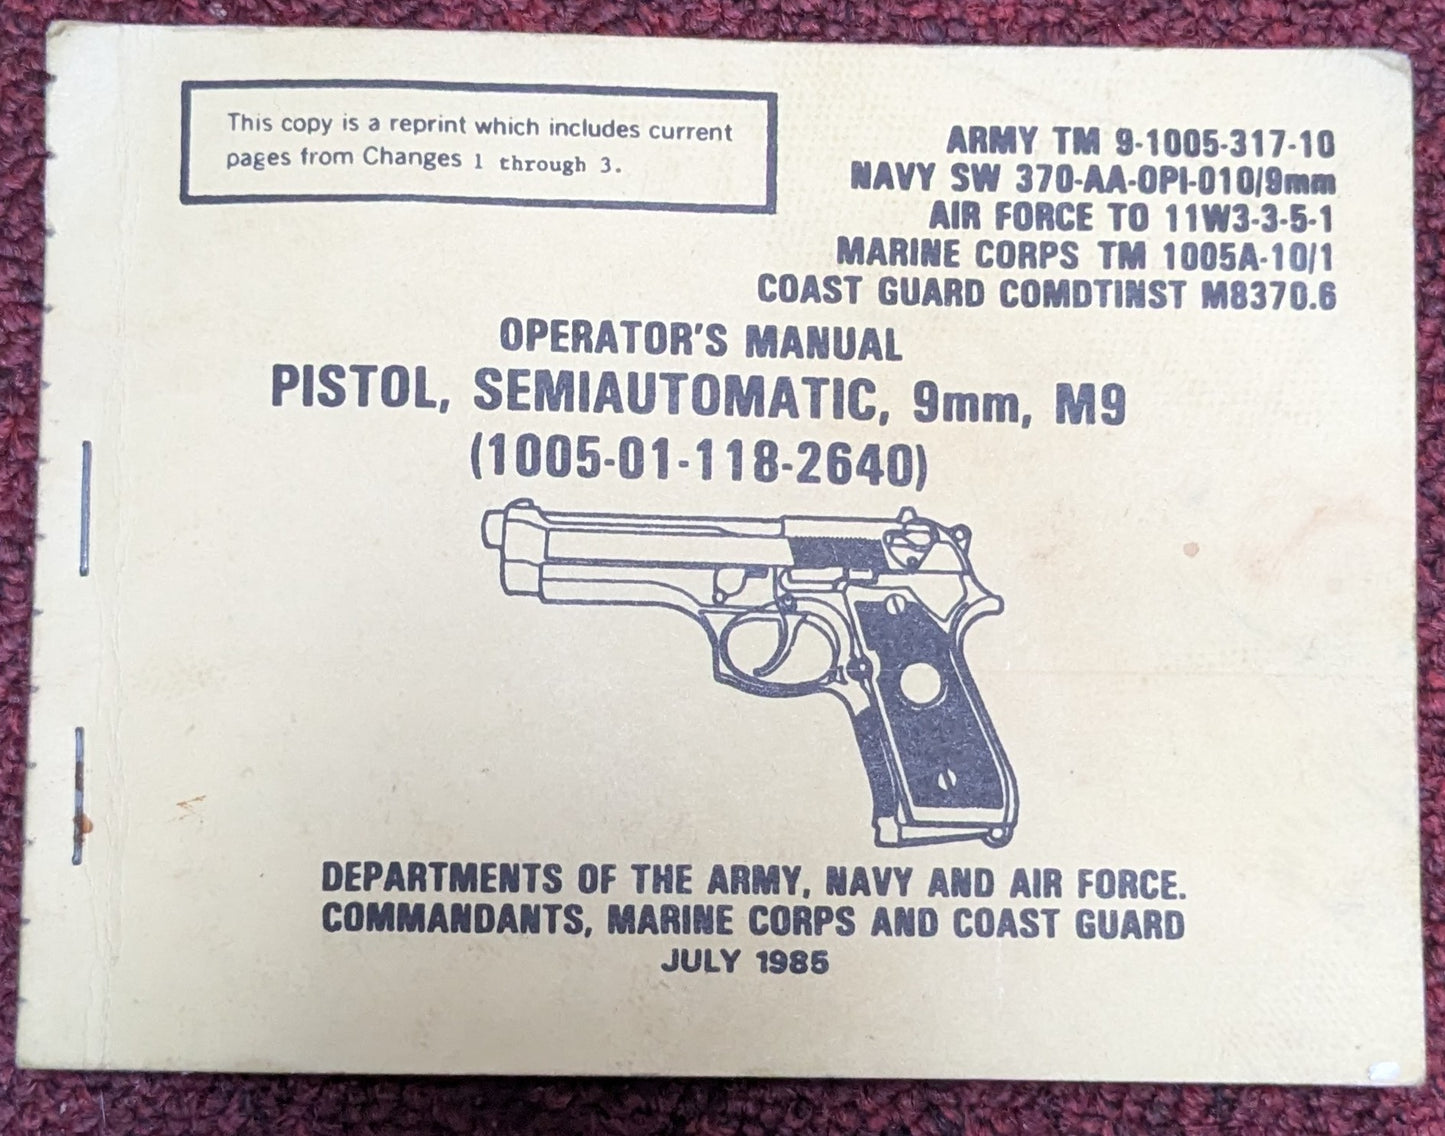 This copy is a reprint which includes current
pages from Changes 1 through 3.
ARMY TM 9-1005-317-10
NAVY SW 370-AA-OPI-010/9mm
AIR FORCE TO 11W3-3-5-1
MARINE CORPS TM 1005A-10/1
COAST GUARD COMDTINST M8370.6
OPERATOR'S MANUAL
PISTOL, SEMIAUTOMATIC, 9mm, M9
(1005-01-118-2640)
DEPARTMENTS OF THE ARMY, NAVY AND AIR FORCE.
COMMANDANTS, MARINE CORPS AND COAST GUARD
JULY 1985